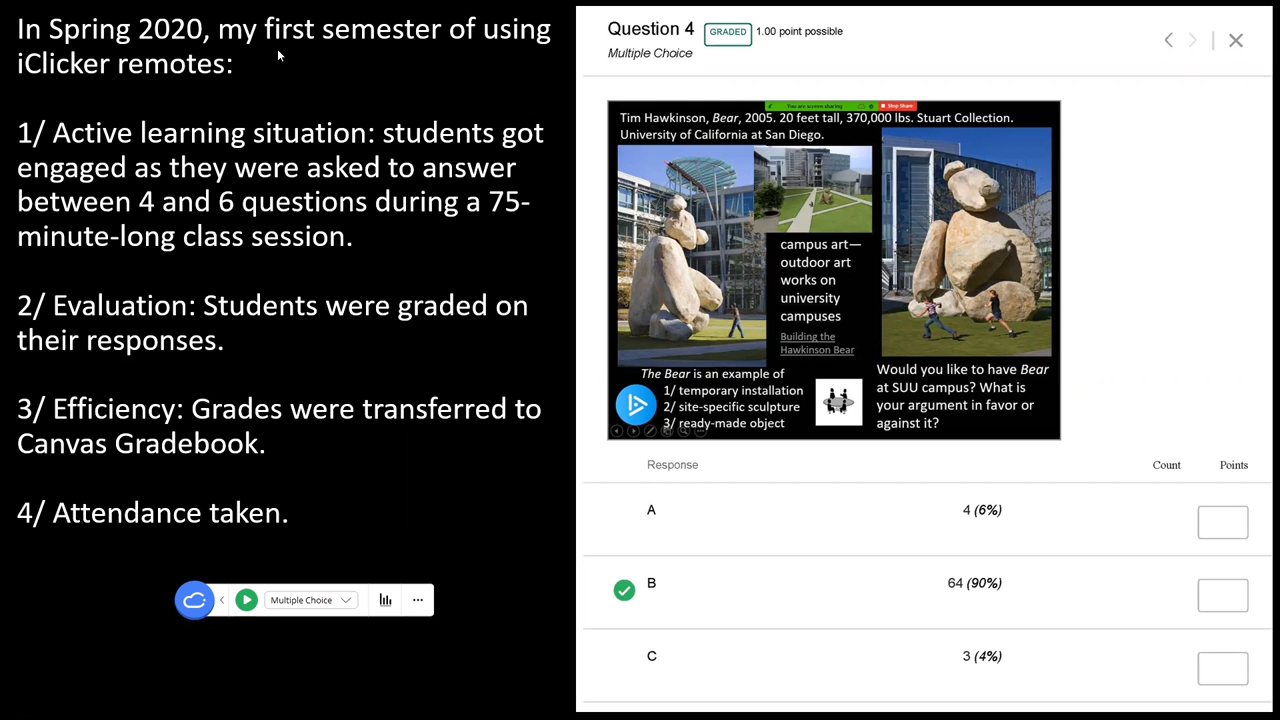 In Spring 2020, my first semester of using
iClicker remotes:
1/ Active learning situation: students got
engaged as they were asked to answer
between 4 and 6 questions during a 75-
minute-long class session.
2/ Evaluation: Students were graded on
their responses.
3/ Efficiency: Grades were transferred to
Canvas Gradebook.
4/ Attendance taken.
Multiple Choice
Question 4 GRADED 1.00 point possible
Multiple Choice
You are screen sharing Stop Share
Tim Hawkinson, Bear, 2005. 20 feet tall, 370,000 lbs. Stuart Collection.
University of California at San Diego.
campus art—
outdoor art
works on
university
campuses
Building the
Hawkinson Bear
The Bear is an example of
1/ temporary installation
2/ site-specific sculpture
3/ ready-made object
Would you like to have Bear
at SUU campus? What is
your argument in favor or
against it?
Response Count Points
A 4 (6%)
B 64 (90%)
C 3 (4%)